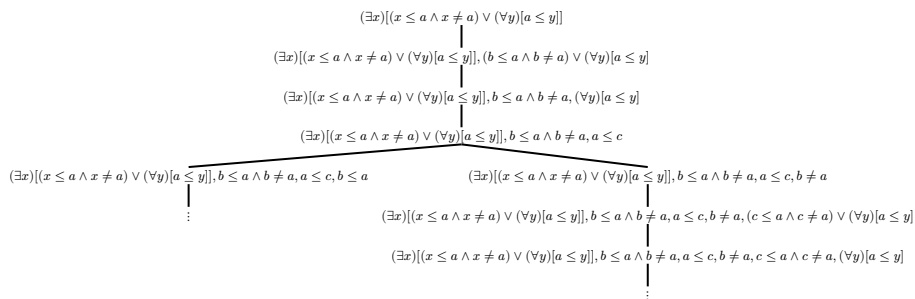 (∃x)[(x ≤ a ∧ x ≠ a) ∨ (∀y)[a ≤ y]]
(∃x)[(x ≤ a ∧ x ≠ a) ∨ (∀y)[a ≤ y]], (b ≤ a ∧ b ≠ a) ∨ (∀y)[a ≤ y]
(∃x)[(x ≤ a ∧ x ≠ a) ∨ (∀y)[a ≤ y]], b ≤ a ∧ b ≠ a, (∀y)[a ≤ y]
(∃x)[(x ≤ a ∧ x ≠ a) ∨ (∀y)[a ≤ y]], b ≤ a ∧ b ≠ a, a ≤ c
(∃x)[(x ≤ a ∧ x ≠ a) ∨ (∀y)[a ≤ y]], b ≤ a ∧ b ≠ a, a ≤ c, b ≤ a
(∃x)[(x ≤ a ∧ x ≠ a) ∨ (∀y)[a ≤ y]], b ≤ a ∧ b ≠ a, a ≤ c, b ≠ a
⋮
(∃x)[(x ≤ a ∧ x ≠ a) ∨ (∀y)[a ≤ y]], b ≤ a ∧ b ≠ a, a ≤ c, b ≠ a, (c ≤ a ∧ c ≠ a) ∨ (∀y)[a ≤ y]
(∃x)[(x ≤ a ∧ x ≠ a) ∨ (∀y)[a ≤ y]], b ≤ a ∧ b ≠ a, a ≤ c, b ≠ a, c ≤ a ∧ c ≠ a, (∀y)[a ≤ y]
⋮